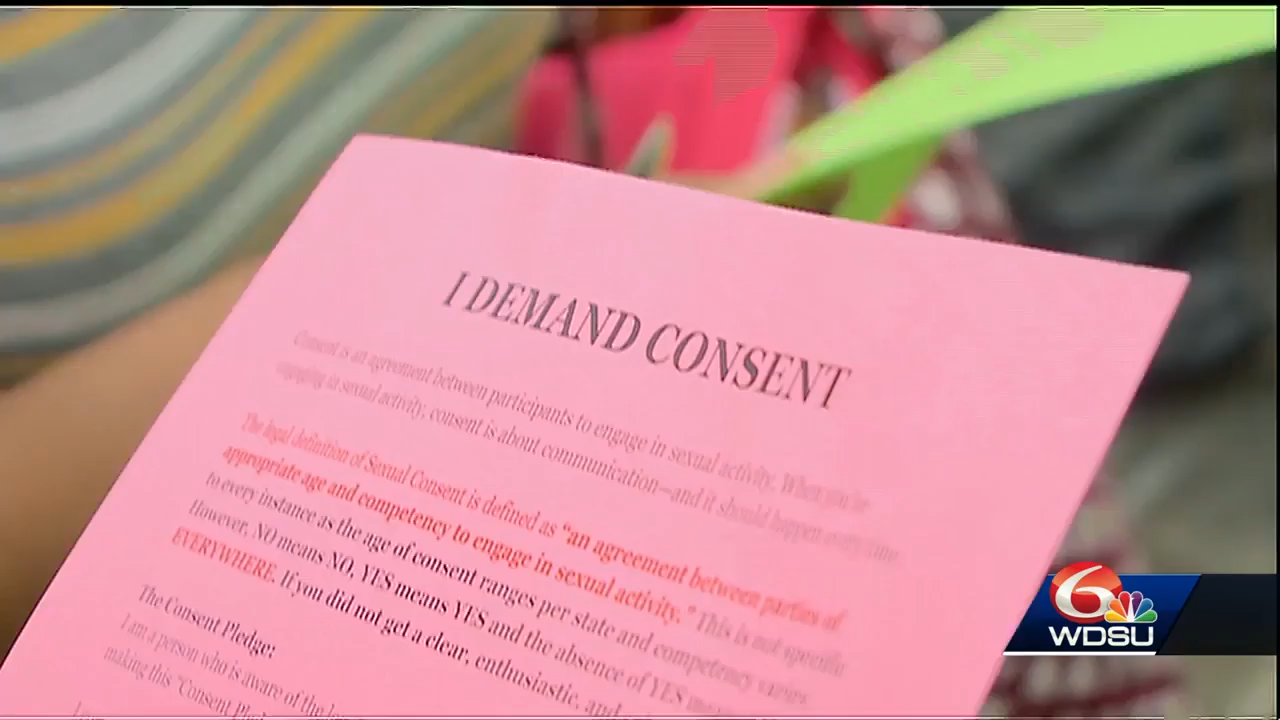 I DEMAND CONSENT
Consent is an agreement between participants to engage in sexual activity. When you're
engaging in sexual activity, consent is about communication—and it should happen every time.
The legal definition of Sexual Consent is defined as "an agreement between parties of
appropriate age and competency to engage in sexual activity." This is not specific
to every instance as the age of consent ranges per state and competency varies.
However, NO means NO, YES means YES and the absence of YES means
EVERYWHERE. If you did not get a clear, enthusiastic, and
The Consent Pledge:
I am a person who is aware of the
making this "Consent
6
WDSU